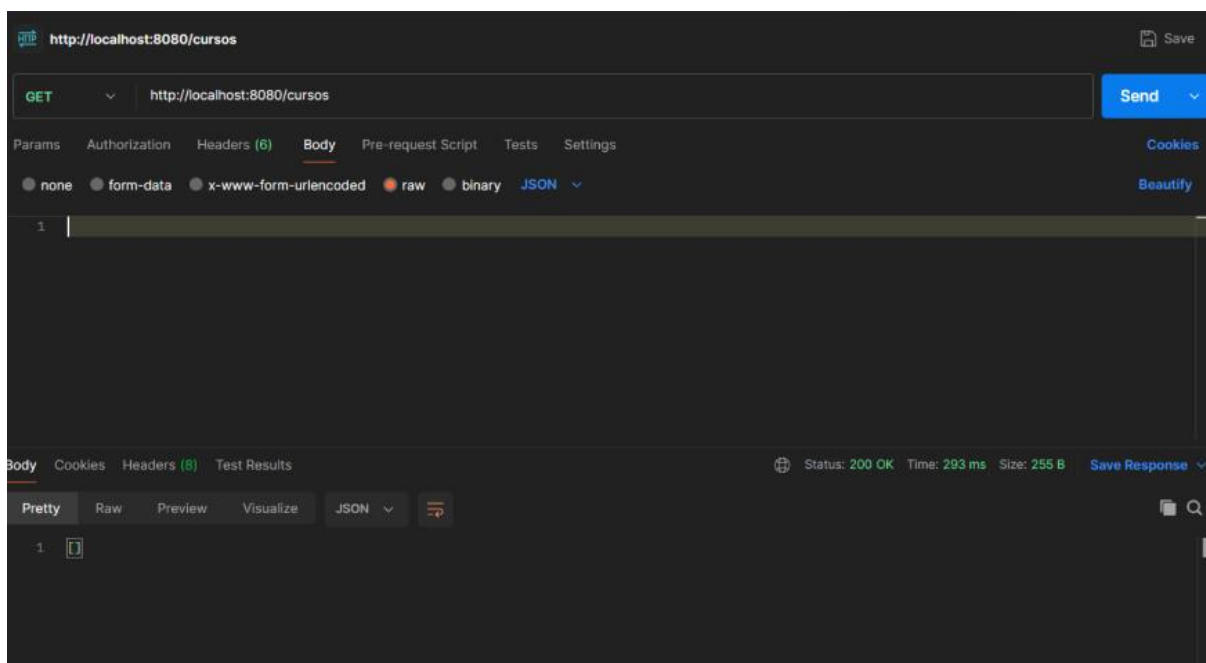 HTTP http://localhost:8080/cursos Save
GET http://localhost:8080/cursos Send
Params Authorization Headers (6) Body Pre-request Script Tests Settings Cookies
none form-data x-www-form-urlencoded raw binary JSON Beautify
1
Body Cookies Headers (8) Test Results Status: 200 OK Time: 293 ms Size: 255 B Save Response
Pretty Raw Preview Visualize JSON
1 []